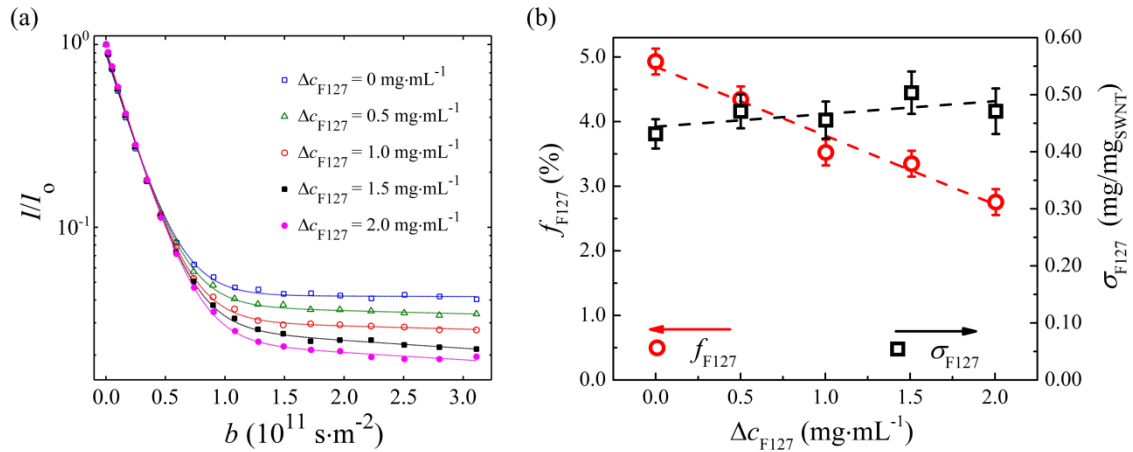 (a)
10⁰
10⁻¹
I/Iₒ
Δc_F127 = 0 mg·mL⁻¹
Δc_F127 = 0.5 mg·mL⁻¹
Δc_F127 = 1.0 mg·mL⁻¹
Δc_F127 = 1.5 mg·mL⁻¹
Δc_F127 = 2.0 mg·mL⁻¹
0.0 0.5 1.0 1.5 2.0 2.5 3.0
b (10¹¹ s·m⁻²)
(b)
5.0
4.0
3.0
2.0
1.0
0.0
f_F127 (%)
0.60
0.50
0.40
0.30
0.20
0.10
0.00
σ_F127 (mg/mg_SWNT)
f_F127
σ_F127
0.0 0.5 1.0 1.5 2.0
Δc_F127 (mg·mL⁻¹)